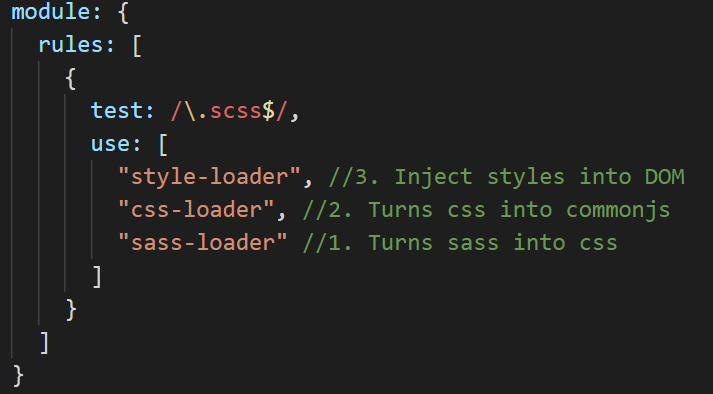 module: {
  rules: [
    {
      test: /\.scss$/,
      use: [
        "style-loader", //3. Inject styles into DOM
        "css-loader", //2. Turns css into commonjs
        "sass-loader" //1. Turns sass into css
      ]
    }
  ]
}